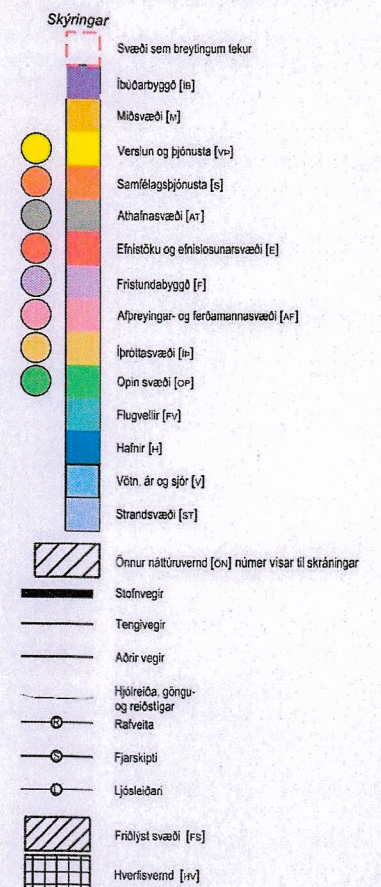 Skýringar
Svæði sem breytingum tekur
Íbúðarbyggð [ÍB]
Miðsvæði [M]
Verslun og þjónusta [VÞ]
Samfélagsþjónusta [S]
Athafnasvæði [AT]
Efnistöku og efnislosunarsvæði [E]
Frístundabyggð [F]
Afþreyingar- og ferðamannasvæði [AF]
Íþróttasvæði [ÍÞ]
Opin svæði [OP]
Flugvellir [FV]
Hafnir [H]
Vötn, ár og sjór [V]
Strandsvæði [ST]
Önnur náttúruvernd [ÖN] númer vísar til skráningar
Stofnvegir
Tengivegir
Aðrir vegir
Hjólreiða, göngu-
og reiðstígar
R Rafveita
S Fjarskipti
L Ljósleiðari
Friðlýst svæði [FS]
Hverfisvernd [HV]